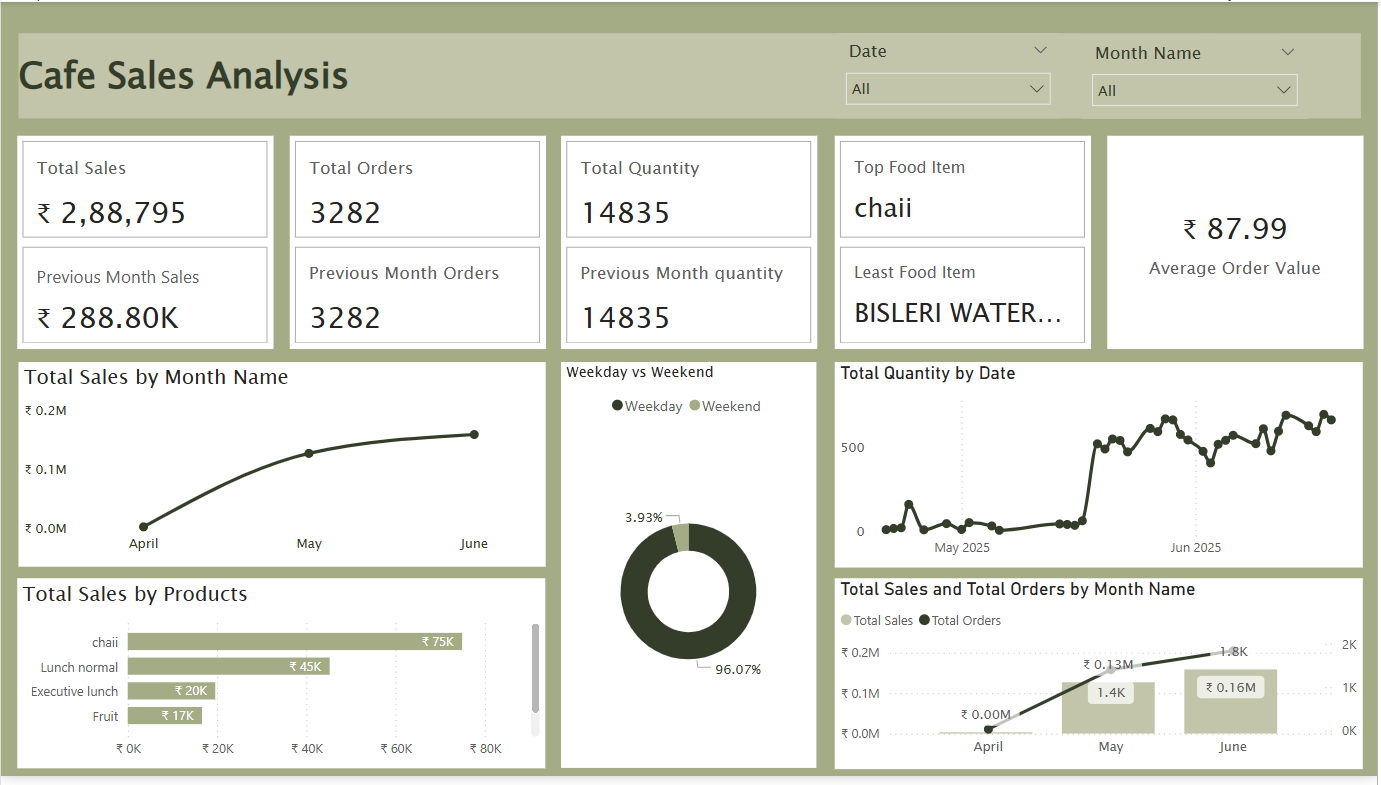 Cafe Sales Analysis
Date
All
Month Name
All
Total Sales
₹ 2,88,795
Previous Month Sales
₹ 288.80K
Total Orders
3282
Previous Month Orders
3282
Total Quantity
14835
Previous Month quantity
14835
Top Food Item
chaii
Least Food Item
BISLERI WATER...
₹ 87.99
Average Order Value
Total Sales by Month Name
₹ 0.2M
₹ 0.1M
₹ 0.0M
April May June
Weekday vs Weekend
Weekday Weekend
3.93%
96.07%
Total Quantity by Date
500
0
May 2025 Jun 2025
Total Sales by Products
chaii ₹ 75K
Lunch normal ₹ 45K
Executive lunch ₹ 20K
Fruit ₹ 17K
₹ 0K ₹ 20K ₹ 40K ₹ 60K ₹ 80K
Total Sales and Total Orders by Month Name
Total Sales Total Orders
₹ 0.2M
₹ 0.1M
₹ 0.0M
₹ 0.00M
₹ 0.13M
1.4K
1.8K
₹ 0.16M
2K
1K
0K
April May June